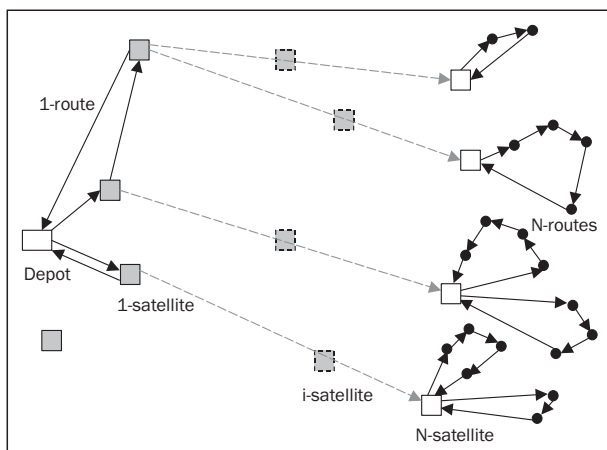 1-route
N-routes
Depot
1-satellite
i-satellite
N-satellite